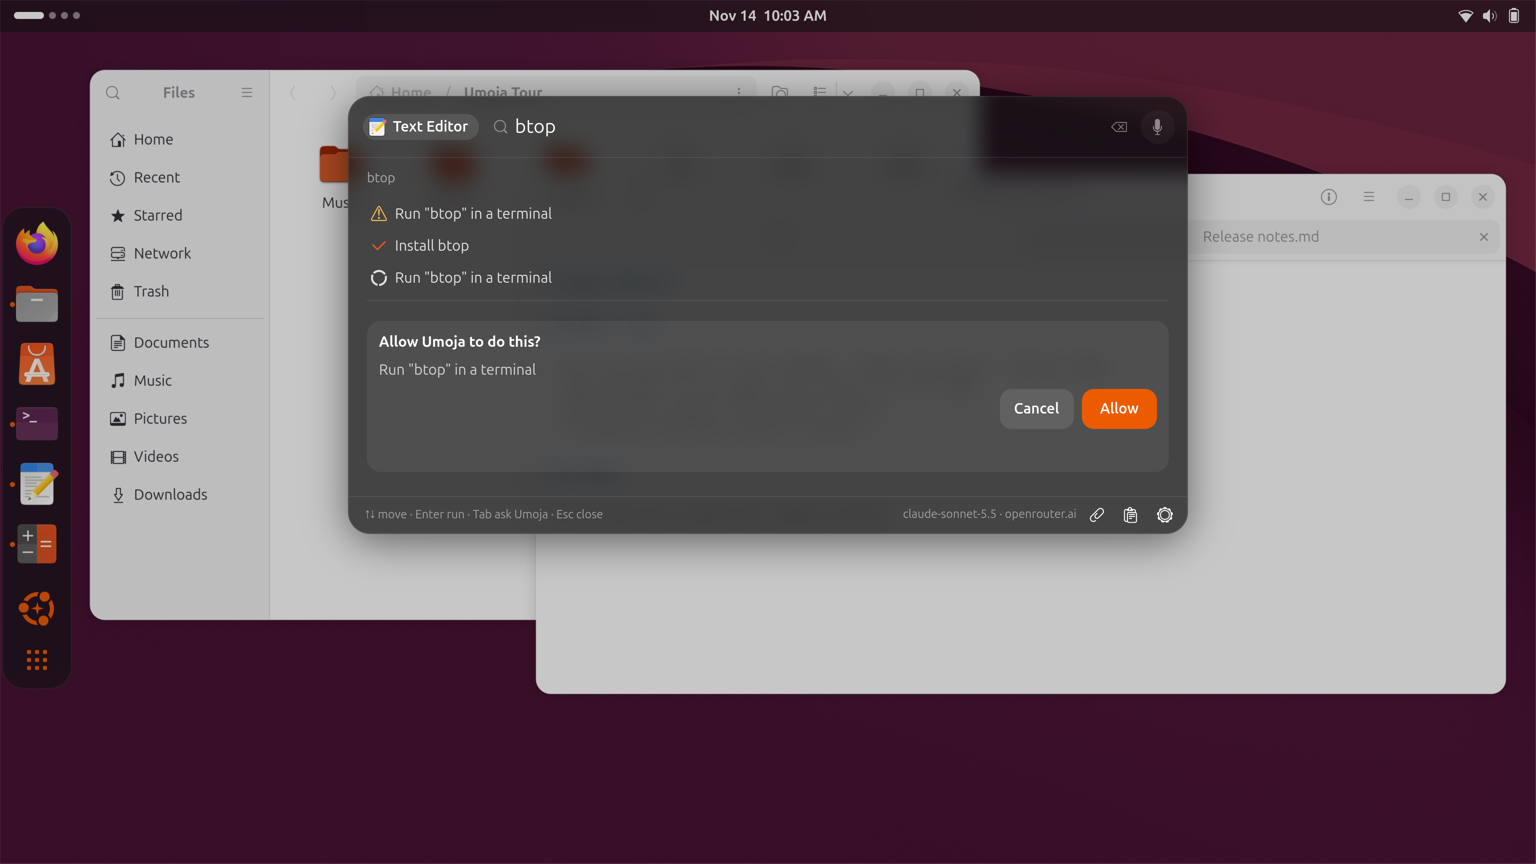 Nov 14 10:03 AM
Files
Home / Umoja Tour
Home
Recent
Starred
Network
Trash
Documents
Music
Pictures
Videos
Downloads
Mus
Text Editor
btop
btop
Run "btop" in a terminal
Install btop
Run "btop" in a terminal
Allow Umoja to do this?
Run "btop" in a terminal
Cancel
Allow
↑↓ move · Enter run · Tab ask Umoja · Esc close
claude-sonnet-5.5 · openrouter.ai
Release notes.md